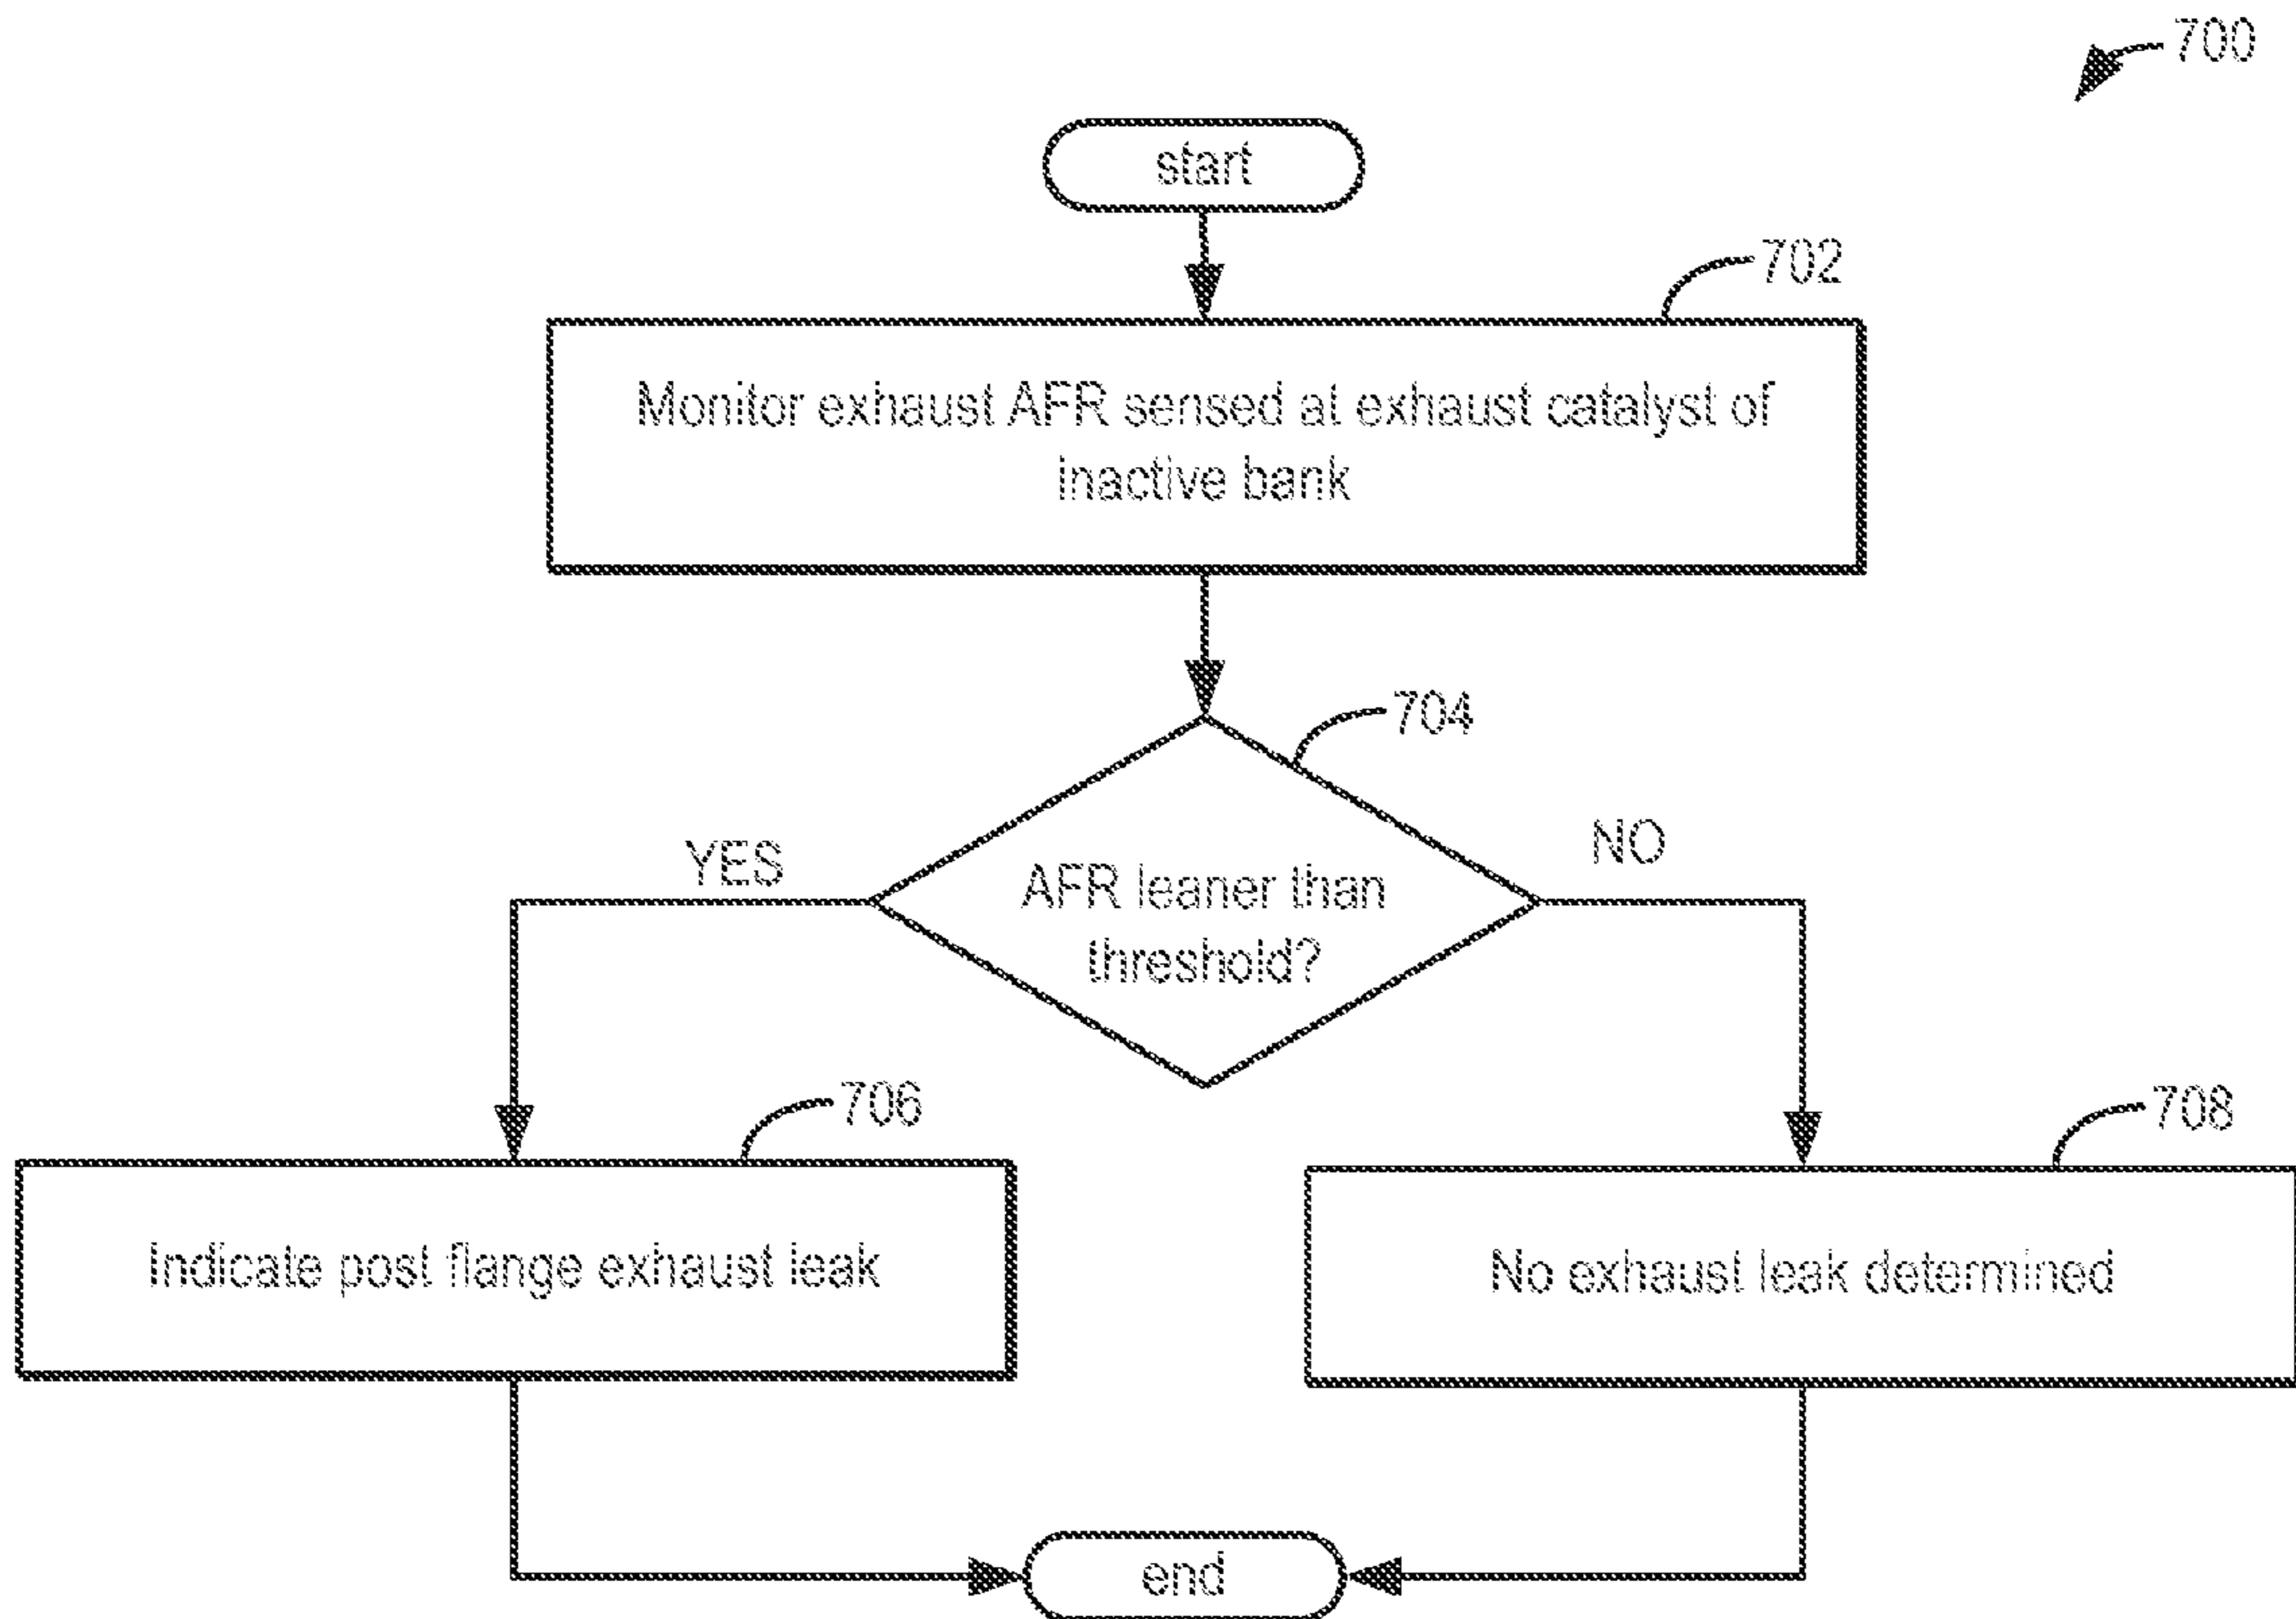 700
start
702
Monitor exhaust AFR sensed at exhaust catalyst of
inactive bank
704
YES
NO
AFR leaner than
threshold?
706
708
Indicate post flange exhaust leak
No exhaust leak determined
end